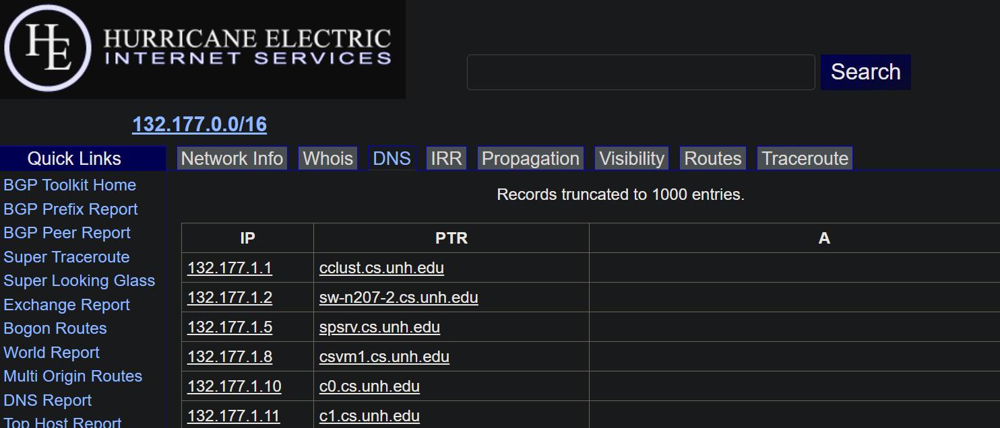 HE HURRICANE ELECTRIC
INTERNET SERVICES
Search
132.177.0.0/16
Quick Links
BGP Toolkit Home
BGP Prefix Report
BGP Peer Report
Super Traceroute
Super Looking Glass
Exchange Report
Bogon Routes
World Report
Multi Origin Routes
DNS Report
Top Host Report
Network Info Whois DNS IRR Propagation Visibility Routes Traceroute
Records truncated to 1000 entries.
IP PTR A
132.177.1.1 cclust.cs.unh.edu
132.177.1.2 sw-n207-2.cs.unh.edu
132.177.1.5 spsrv.cs.unh.edu
132.177.1.8 csvm1.cs.unh.edu
132.177.1.10 c0.cs.unh.edu
132.177.1.11 c1.cs.unh.edu